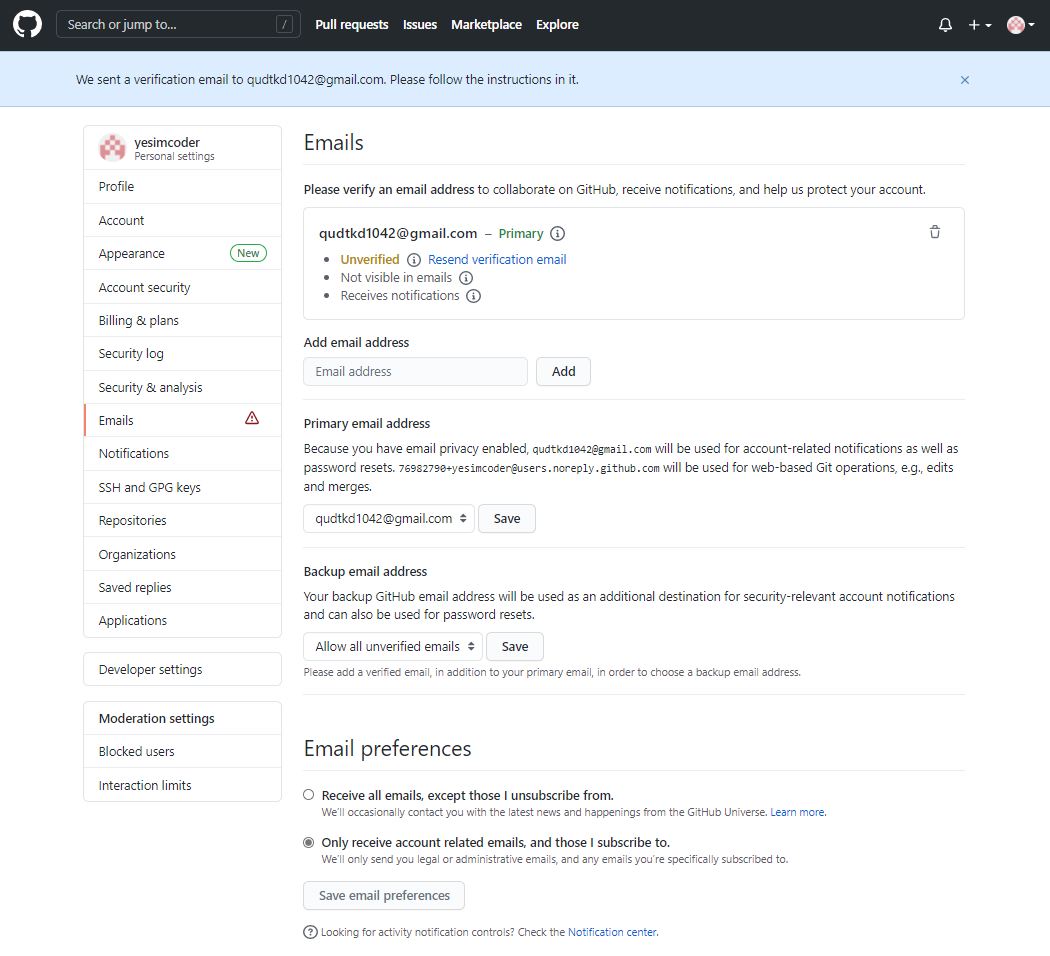 Search or jump to... /
Pull requests Issues Marketplace Explore
We sent a verification email to qudtkd1042@gmail.com. Please follow the instructions in it.
yesimcoder
Personal settings
Profile
Account
Appearance New
Account security
Billing & plans
Security log
Security & analysis
Emails
Notifications
SSH and GPG keys
Repositories
Organizations
Saved replies
Applications
Developer settings
Moderation settings
Blocked users
Interaction limits
Emails
Please verify an email address to collaborate on GitHub, receive notifications, and help us protect your account.
qudtkd1042@gmail.com – Primary
• Unverified Resend verification email
• Not visible in emails
• Receives notifications
Add email address
Email address Add
Primary email address
Because you have email privacy enabled, qudtkd1042@gmail.com will be used for account-related notifications as well as
password resets. 76982790+yesimcoder@users.noreply.github.com will be used for web-based Git operations, e.g., edits
and merges.
qudtkd1042@gmail.com Save
Backup email address
Your backup GitHub email address will be used as an additional destination for security-relevant account notifications
and can also be used for password resets.
Allow all unverified emails Save
Please add a verified email, in addition to your primary email, in order to choose a backup email address.
Email preferences
Receive all emails, except those I unsubscribe from.
We'll occasionally contact you with the latest news and happenings from the GitHub Universe. Learn more.
Only receive account related emails, and those I subscribe to.
We'll only send you legal or administrative emails, and any emails you're specifically subscribed to.
Save email preferences
Looking for activity notification controls? Check the Notification center.